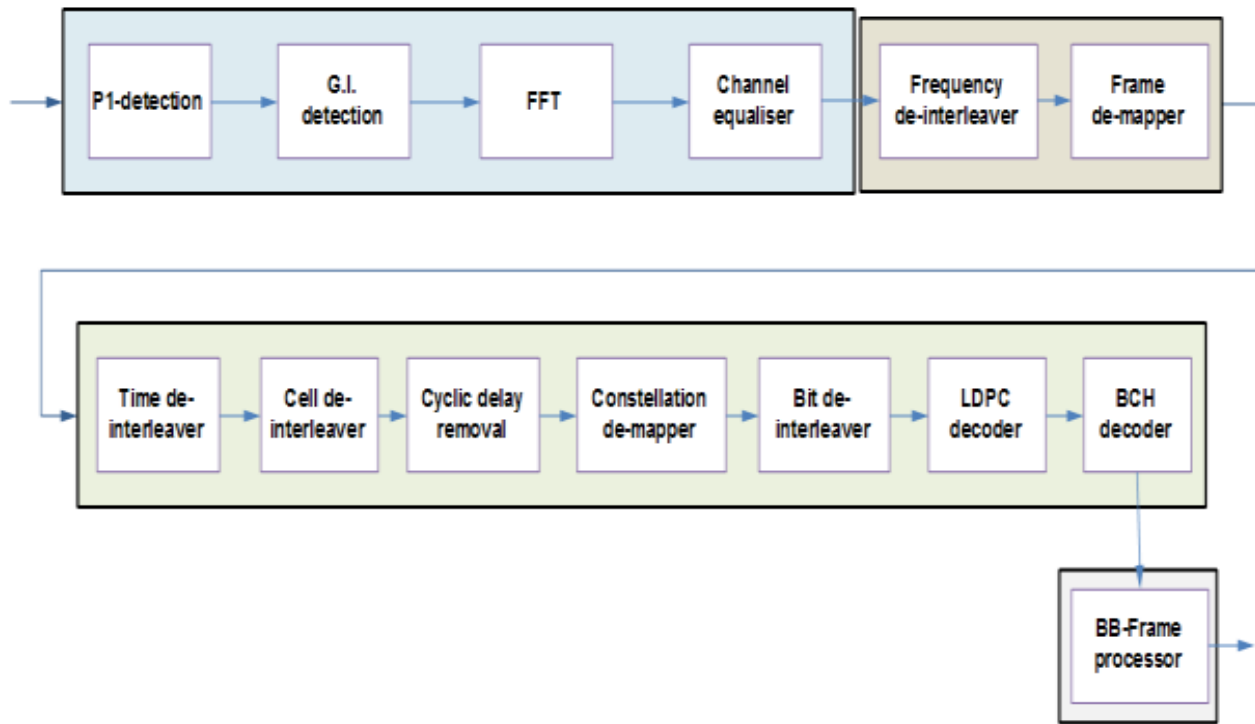 P1-detection
G.I.
detection
FFT
Channel
equaliser
Frequency
de-interleaver
Frame
de-mapper
Time de-
interleaver
Cell de-
interleaver
Cyclic delay
removal
Constellation
de-mapper
Bit de-
interleaver
LDPC
decoder
BCH
decoder
BB-Frame
processor